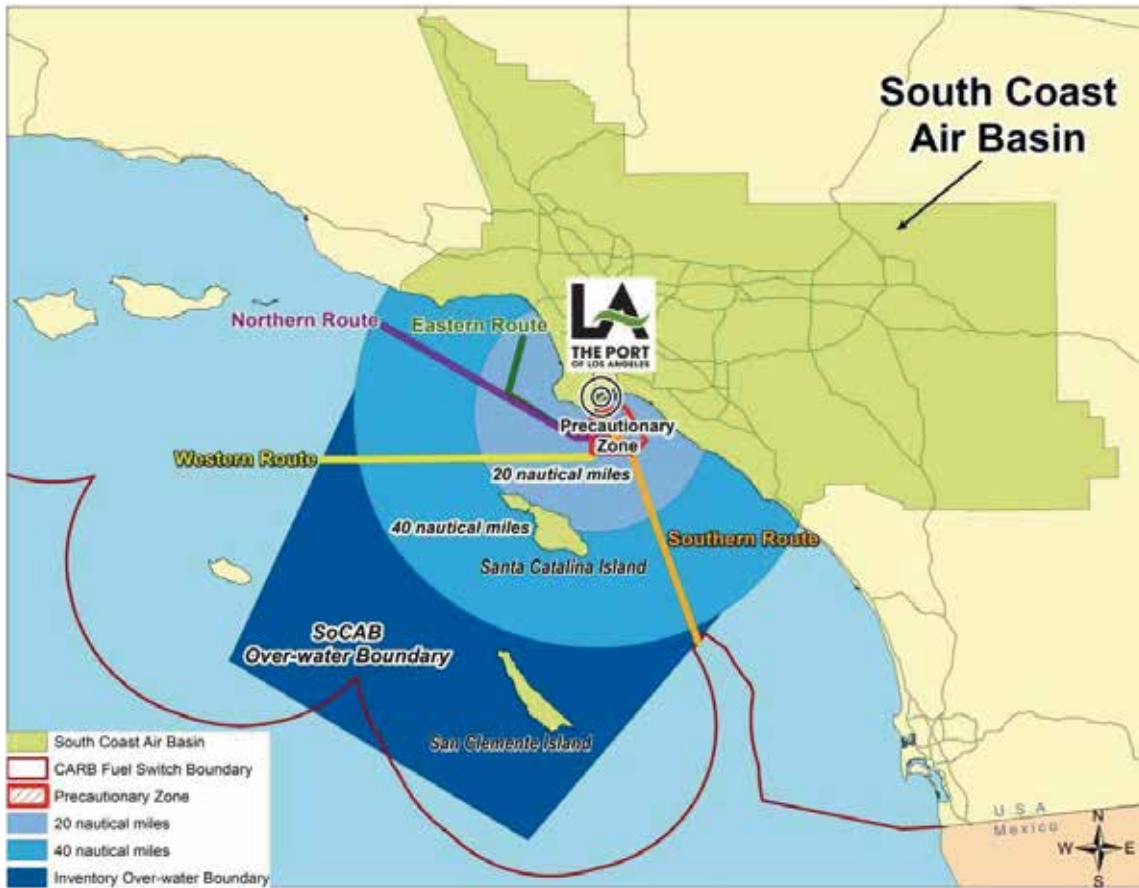 South Coast
Air Basin
LA
THE PORT
OF LOS ANGELES
Northern Route
Eastern Route
Precautionary
Zone
Western Route
20 nautical miles
40 nautical miles
Southern Route
Santa Catalina Island
SoCAB
Over-water Boundary
San Clemente Island
South Coast Air Basin
CARB Fuel Switch Boundary
Precautionary Zone
20 nautical miles
40 nautical miles
Inventory Over-water Boundary
USA
Mexico
N
W E
S